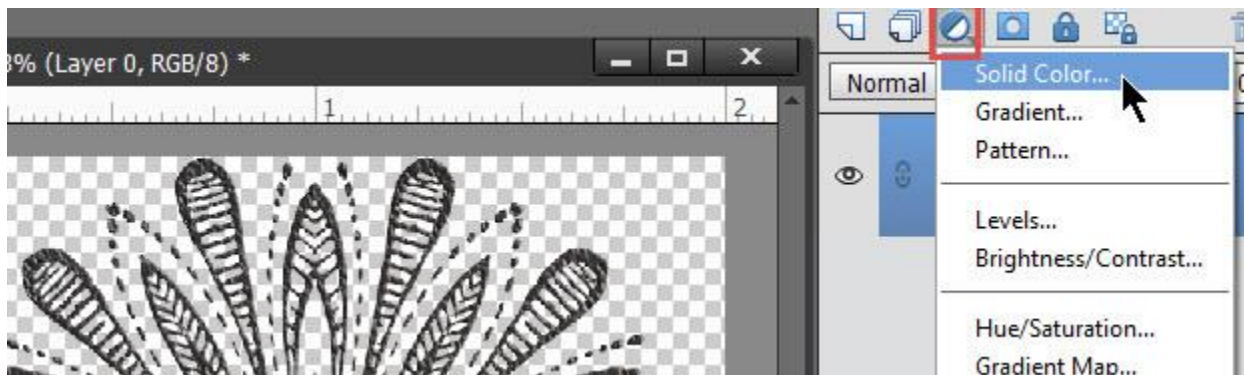 3% (Layer 0, RGB/8) *
1
2
Normal
Solid Color...
Gradient...
Pattern...
Levels...
Brightness/Contrast...
Hue/Saturation...
Gradient Map...